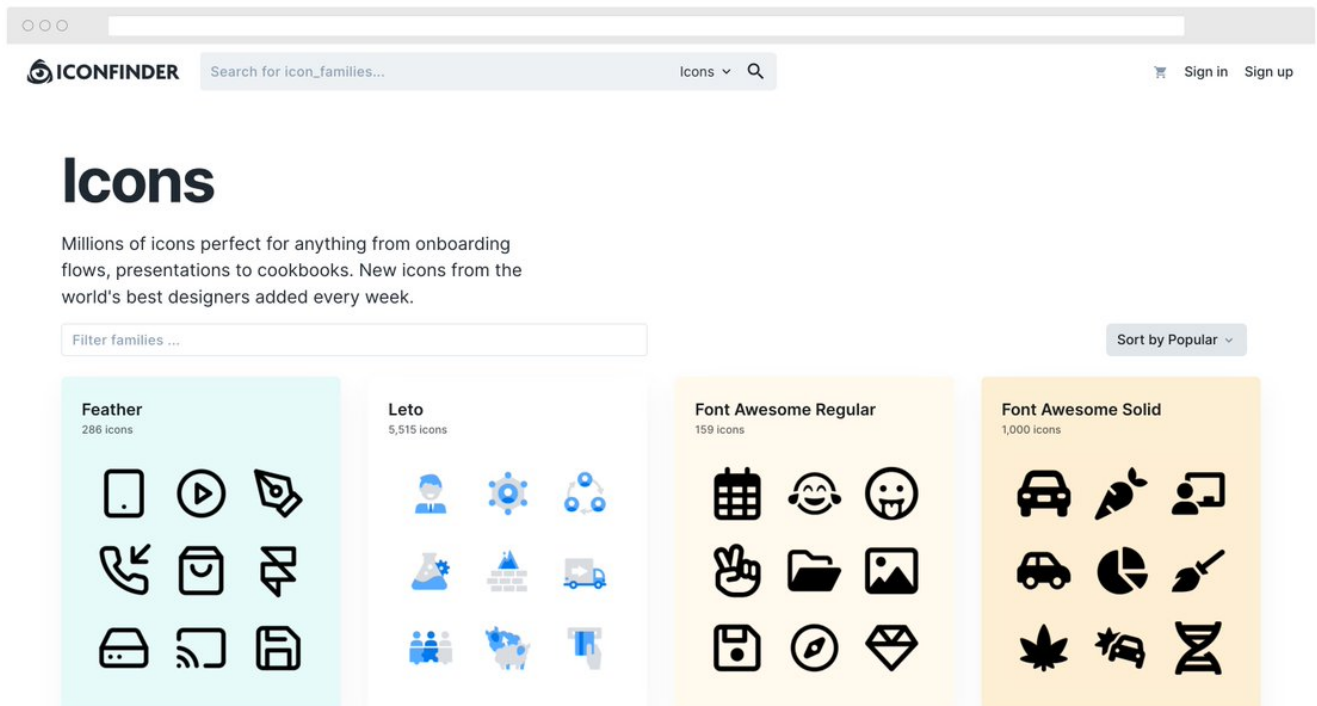 ICONFINDER
Search for icon_families...
Icons
Sign in
Sign up
Icons
Millions of icons perfect for anything from onboarding
flows, presentations to cookbooks. New icons from the
world's best designers added every week.
Filter families ...
Sort by Popular
Feather
286 icons
Leto
5,515 icons
Font Awesome Regular
159 icons
Font Awesome Solid
1,000 icons